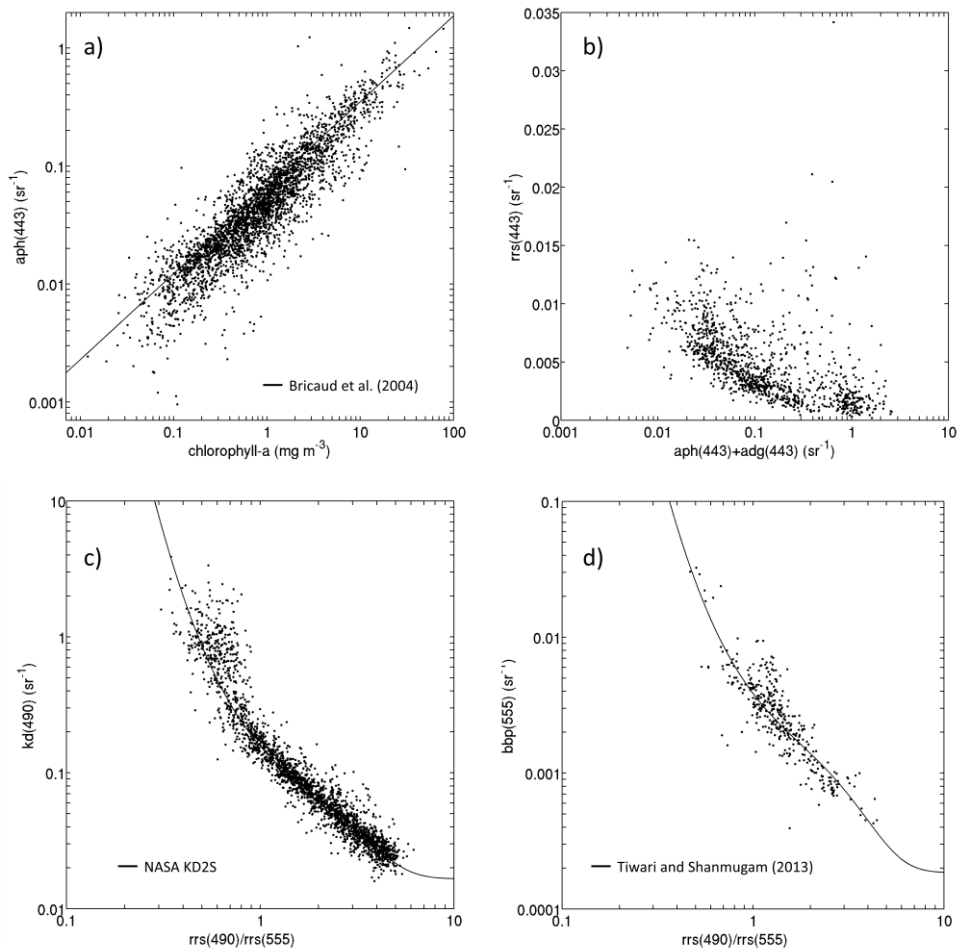 a)
1
0.1
0.01
0.001
aph(443) (sr-1)
0.01 0.1 1 10 100
chlorophyll-a (mg m-3)
Bricaud et al. (2004)
b)
0.035
0.03
0.025
0.02
0.015
0.01
0.005
0
rrs(443) (sr-1)
0.001 0.01 0.1 1 10
aph(443)+adg(443) (sr-1)
c)
10
1
0.1
0.01
kd(490) (sr-1)
0.1 1 10
rrs(490)/rrs(555)
NASA KD2S
d)
0.1
0.01
0.001
0.0001
bbp(555) (sr-1)
0.1 1 10
rrs(490)/rrs(555)
Tiwari and Shanmugam (2013)